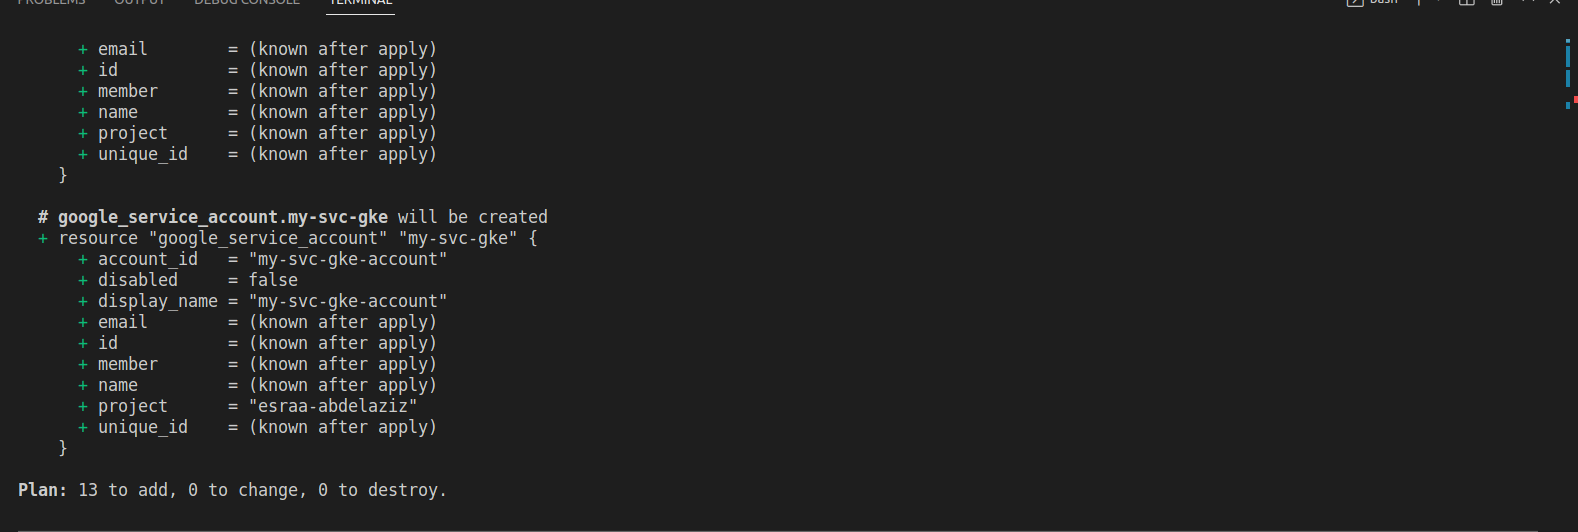 PROBLEMS OUTPUT DEBUG CONSOLE TERMINAL Bash
+ email = (known after apply)
+ id = (known after apply)
+ member = (known after apply)
+ name = (known after apply)
+ project = (known after apply)
+ unique_id = (known after apply)
}
# google_service_account.my-svc-gke will be created
+ resource "google_service_account" "my-svc-gke" {
+ account_id = "my-svc-gke-account"
+ disabled = false
+ display_name = "my-svc-gke-account"
+ email = (known after apply)
+ id = (known after apply)
+ member = (known after apply)
+ name = (known after apply)
+ project = "esraa-abdelaziz"
+ unique_id = (known after apply)
}
Plan: 13 to add, 0 to change, 0 to destroy.